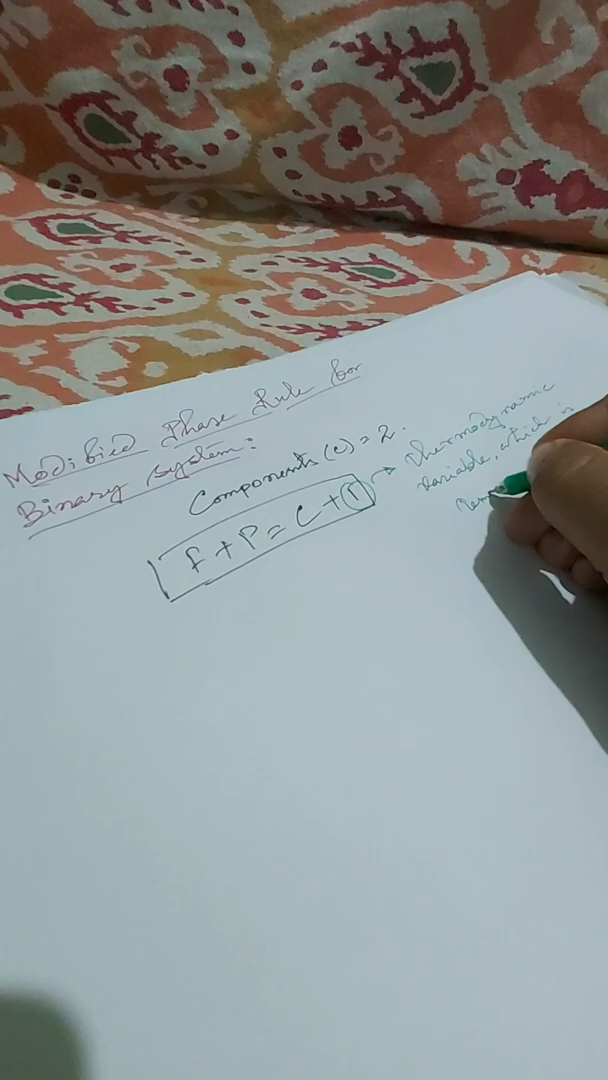 Modified Phase Rule for
Binary system:
Components (C) = 2.
F + P = C + 1
→ Thermodynamic
variable, which is